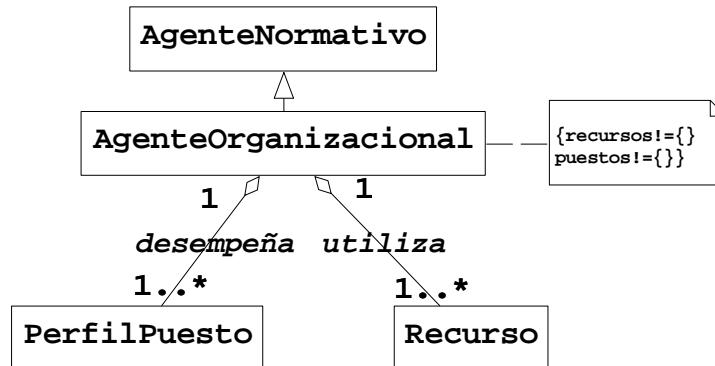 AgenteNormativo
AgenteOrganizacional
{recursos!={}
puestos!={}}
1 1
desempeña utiliza
1..* 1..*
PerfilPuesto Recurso